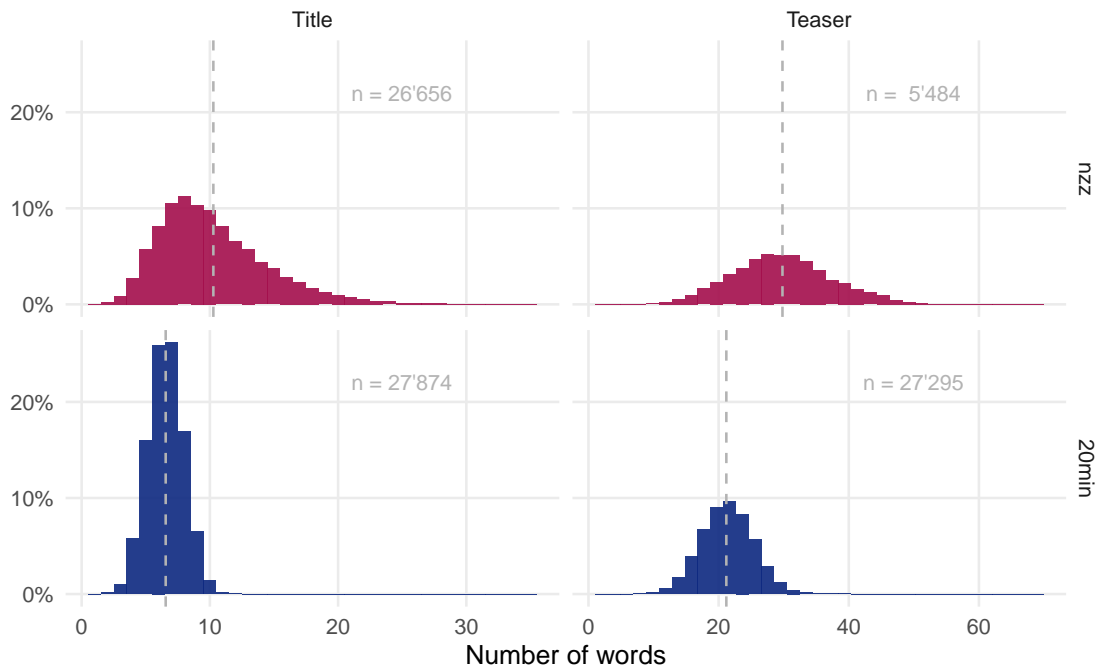 Title
Teaser
n = 26'656
n =  5'484
20%
10%
0%
nzz
n = 27'874
n = 27'295
20%
10%
0%
20min
0
10
20
30
0
20
40
60
Number of words